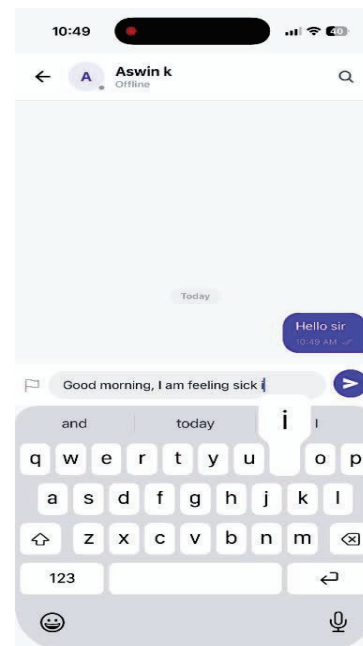 10:49
40
A
Aswin k
Offline
Today
Hello sir
10:49 AM
Good morning, I am feeling sick i
and today I
i
q w e r t y u o p
a s d f g h j k l
z x c v b n m
123